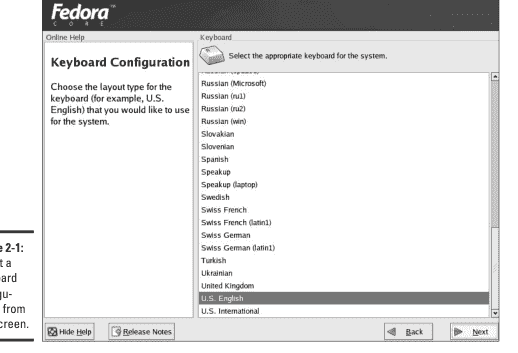 Fedora
CORE
Online Help
Keyboard Configuration
Choose the layout type for the
keyboard (for example, U.S.
English) that you would like to use
for the system.
Keyboard
Select the appropriate keyboard for the system.
Russian (Microsoft)
Russian (ru1)
Russian (ru2)
Russian (win)
Slovakian
Slovenian
Spanish
Speakup
Speakup (laptop)
Swedish
Swiss French
Swiss French (latin1)
Swiss German
Swiss German (latin1)
Turkish
Ukrainian
United Kingdom
U.S. English
U.S. International
Hide Help
Release Notes
Back
Next
e 2-1:
t a
ard
gu-
from
creen.